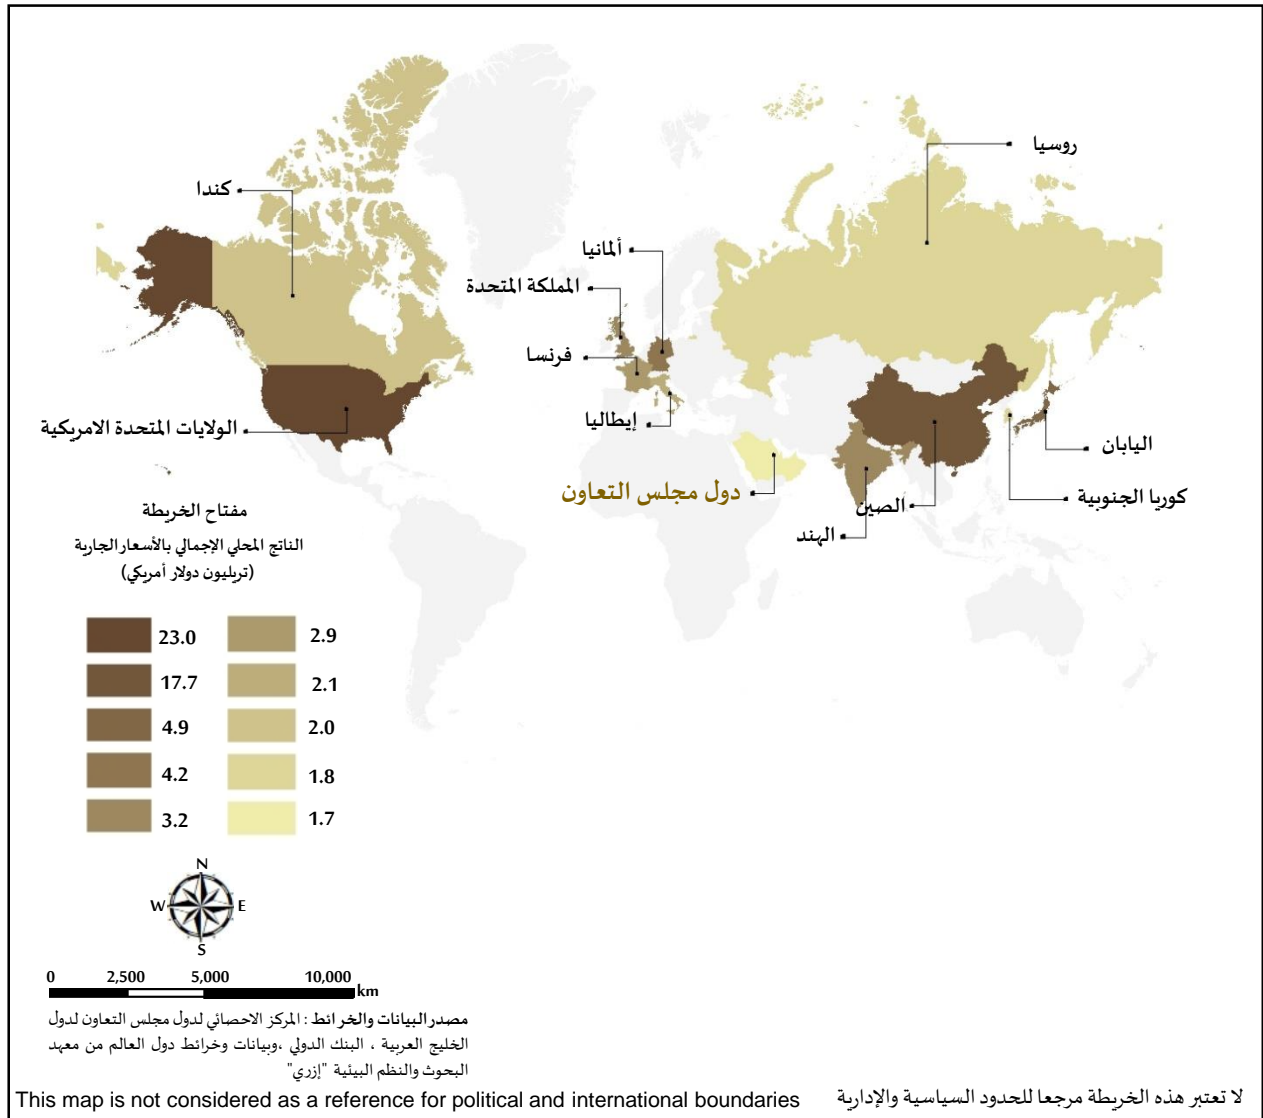 روسيا
كندا
ألمانيا
المملكة المتحدة
فرنسا
إيطاليا
الولايات المتحدة الامريكية
اليابان
دول مجلس التعاون
كوريا الجنوبية
الصين
الهند
مفتاح الخريطة
الناتج المحلي الإجمالي بالأسعار الجارية
(تريليون دولار أمريكي)
23.0
2.9
17.7
2.1
4.9
2.0
4.2
1.8
3.2
1.7
N
W E
S
0 2,500 5,000 10,000
km
مصدر البيانات والخرائط : المركز الاحصائي لدول مجلس التعاون لدول
الخليج العربية ، البنك الدولي ،وبيانات وخرائط دول العالم من معهد
البحوث والنظم البيئية "إزري"
This map is not considered as a reference for political and international boundaries
لا تعتبر هذه الخريطة مرجعا للحدود السياسية والإدارية